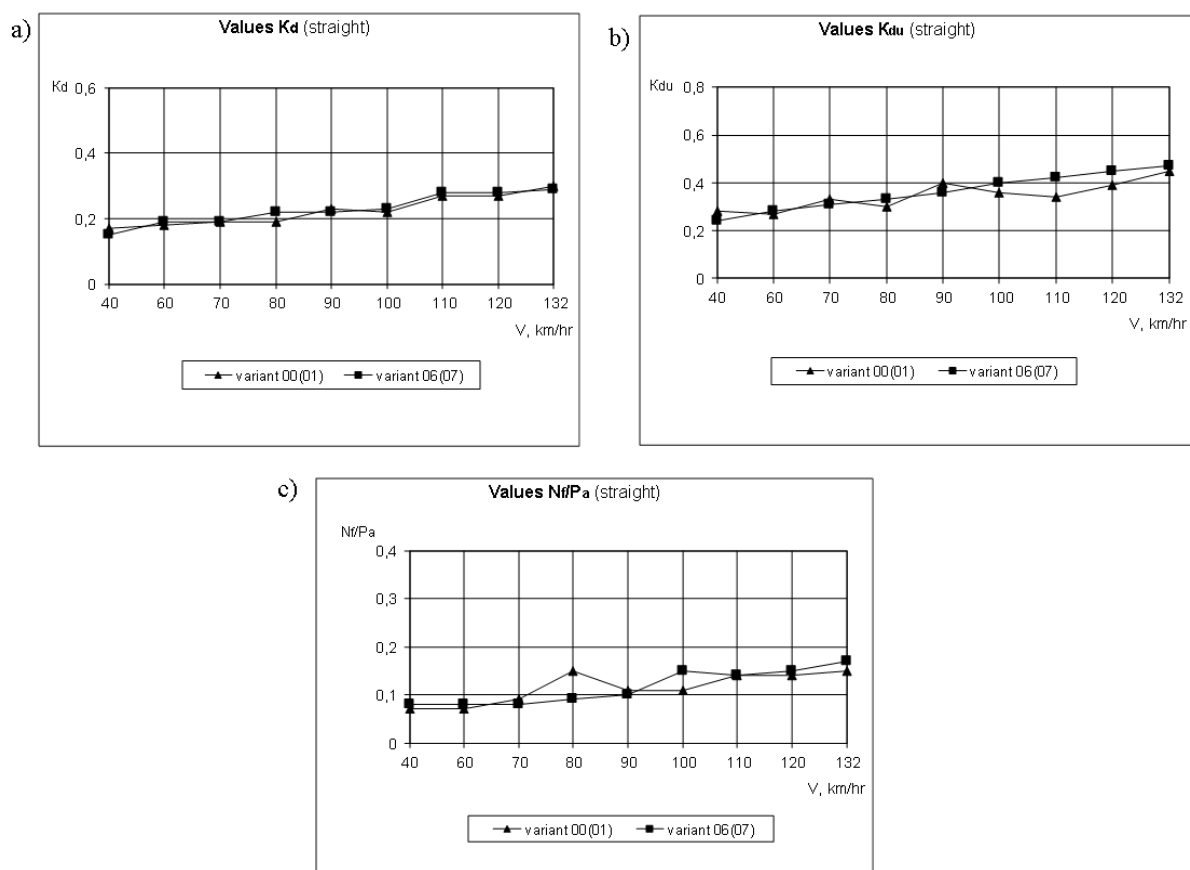 a)
Values Kd (straight)
Kd
0,6
0,4
0,2
0
40 60 70 80 90 100 110 120 132
V, km/hr
variant 00(01) variant 06(07)
b)
Values Kdu (straight)
Kdu
0,8
0,6
0,4
0,2
0
40 60 70 80 90 100 110 120 132
V, km/hr
variant 00(01) variant 06(07)
c)
Values Nf/Pa (straight)
Nf/Pa
0,4
0,3
0,2
0,1
0
40 60 70 80 90 100 110 120 132
V, km/hr
variant 00(01) variant 06(07)